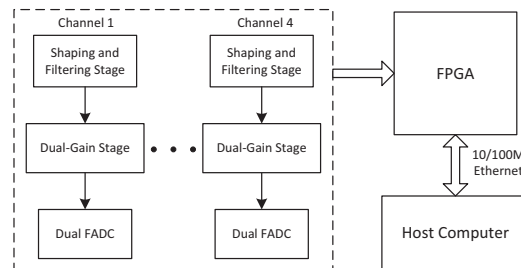 Channel 1
Channel 4
Shaping and
Filtering Stage
Shaping and
Filtering Stage
FPGA
Dual-Gain Stage
Dual-Gain Stage
10/100M
Ethernet
Dual FADC
Dual FADC
Host Computer